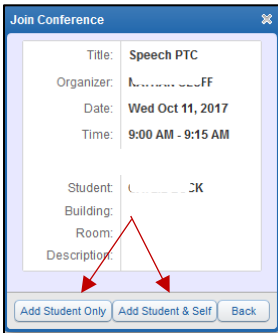 Join Conference
Title: Speech PTC
Organizer:
Date: Wed Oct 11, 2017
Time: 9:00 AM - 9:15 AM
Student:
Building:
Room:
Description:
Add Student Only Add Student & Self Back